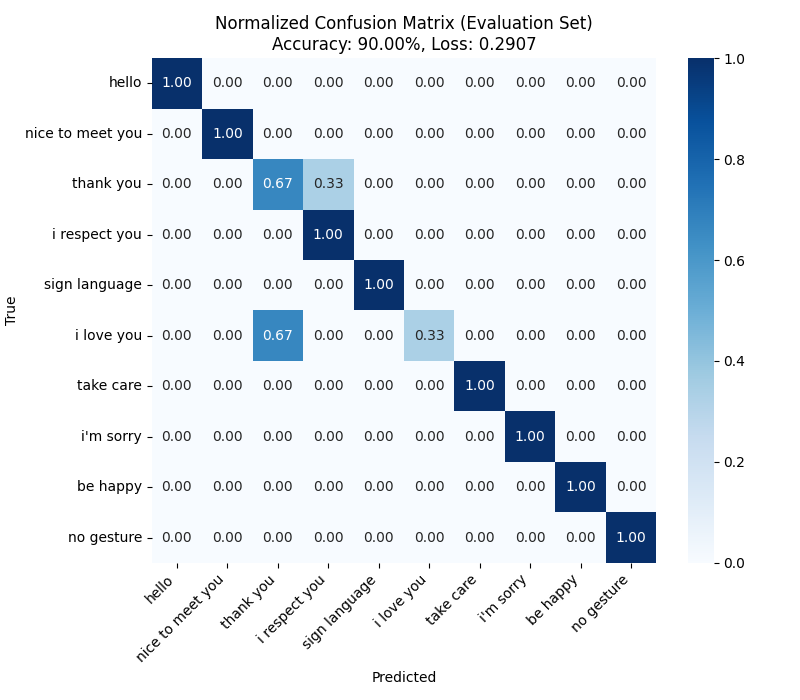 Normalized Confusion Matrix (Evaluation Set)
Accuracy: 90.00%, Loss: 0.2907
hello 1.00 0.00 0.00 0.00 0.00 0.00 0.00 0.00 0.00 0.00
nice to meet you 0.00 1.00 0.00 0.00 0.00 0.00 0.00 0.00 0.00 0.00
thank you 0.00 0.00 0.67 0.33 0.00 0.00 0.00 0.00 0.00 0.00
i respect you 0.00 0.00 0.00 1.00 0.00 0.00 0.00 0.00 0.00 0.00
sign language 0.00 0.00 0.00 0.00 1.00 0.00 0.00 0.00 0.00 0.00
i love you 0.00 0.00 0.67 0.00 0.00 0.33 0.00 0.00 0.00 0.00
take care 0.00 0.00 0.00 0.00 0.00 0.00 1.00 0.00 0.00 0.00
i'm sorry 0.00 0.00 0.00 0.00 0.00 0.00 0.00 1.00 0.00 0.00
be happy 0.00 0.00 0.00 0.00 0.00 0.00 0.00 0.00 1.00 0.00
no gesture 0.00 0.00 0.00 0.00 0.00 0.00 0.00 0.00 0.00 1.00
True
hello
nice to meet you
thank you
i respect you
sign language
i love you
take care
i'm sorry
be happy
no gesture
Predicted
1.0
0.8
0.6
0.4
0.2
0.0